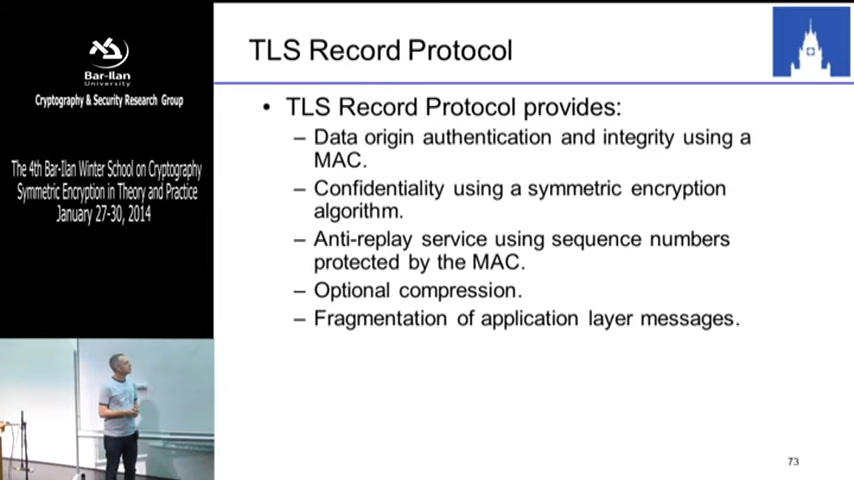 Bar-Ilan
University
Cryptography & Security Research Group
The 4th Bar-Ilan Winter School on Cryptography
Symmetric Encryption in Theory and Practice
January 27-30, 2014
TLS Record Protocol
• TLS Record Protocol provides:
– Data origin authentication and integrity using a
MAC.
– Confidentiality using a symmetric encryption
algorithm.
– Anti-replay service using sequence numbers
protected by the MAC.
– Optional compression.
– Fragmentation of application layer messages.
73